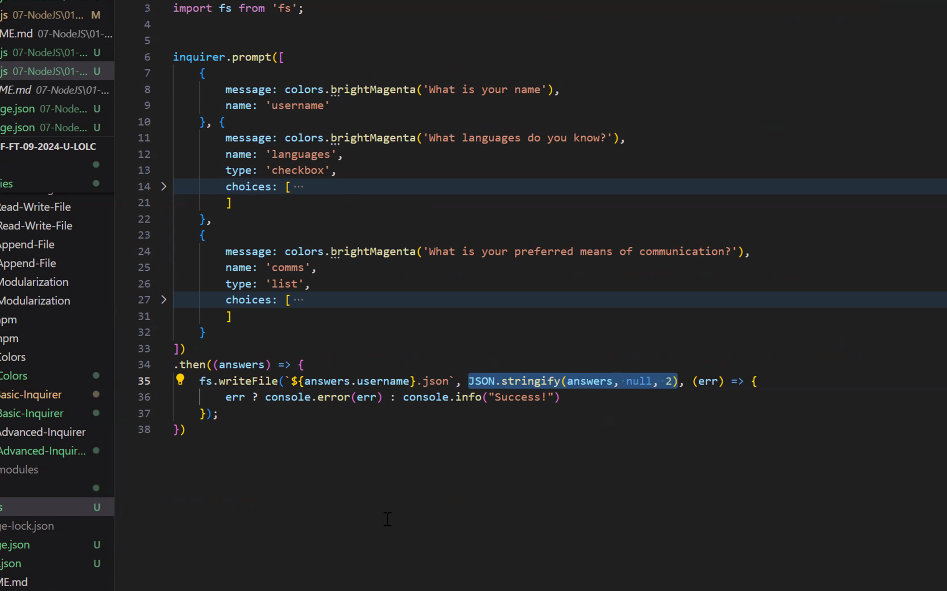 js 07-NodeJS\01-... M
ME.md 07-NodeJS\01-...
js 07-NodeJS\01-... U
js 07-NodeJS\01-... U
ME.md 07-NodeJS\01-...
ge.json 07-Node... U
ge.json 07-Node... U
F-FT-09-2024-U-LOLC
ies
Read-Write-File
Read-Write-File
Append-File
Append-File
Modularization
Modularization
npm
npm
Colors
Colors
Basic-Inquirer
Basic-Inquirer
Advanced-Inquirer
Advanced-Inquir...
modules
s U
ge-lock.json
ge.json U
.json U
ME.md
3 import fs from 'fs';
4
5
6 inquirer.prompt([
7 {
8 message: colors.brightMagenta('What is your name'),
9 name: 'username'
10 }, {
11 message: colors.brightMagenta('What languages do you know?'),
12 name: 'languages',
13 type: 'checkbox',
14 choices: [ ...
21 ]
22 },
23 {
24 message: colors.brightMagenta('What is your preferred means of communication?'),
25 name: 'comms',
26 type: 'list',
27 choices: [ ...
31 ]
32 }
33 ])
34 .then((answers) => {
35 fs.writeFile(`${answers.username}.json`, JSON.stringify(answers, null, 2), (err) => {
36 err ? console.error(err) : console.info("Success!")
37 });
38 })